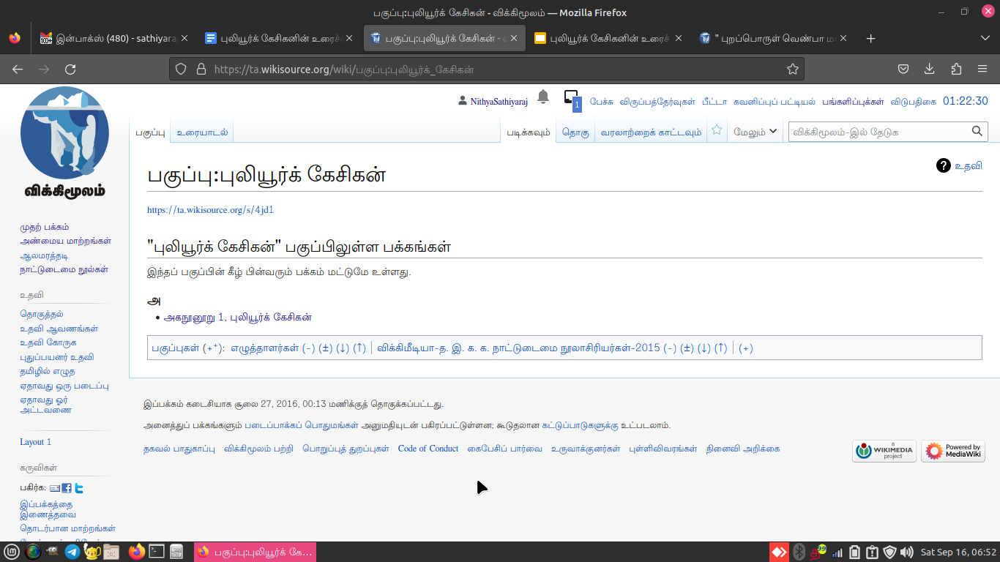 பகுப்பு:புலியூர்க் கேசிகன் - விக்கிமூலம் — Mozilla Firefox
இன்பாக்ஸ் (480) - sathiyara
புலியூர்க் கேசிகனின் உரைச்
பகுப்பு:புலியூர்க் கேசிகன் -
புலியூர்க் கேசிகனின் உரைச்
" புறப்பொருள் வெண்பா மா
https://ta.wikisource.org/wiki/பகுப்பு:புலியூர்க்_கேசிகன்
NithyaSathiyaraj 1 பேச்சு விருப்பத்தேர்வுகள் பீட்டா கவனிப்புப் பட்டியல் பங்களிப்புக்கள் விடுபதிகை 01:22:30
பகுப்பு உரையாடல் படிக்கவும் தொகு வரலாற்றைக் காட்டவும் மேலும் விக்கிமூலம்-இல் தேடுக
விக்கிமூலம்
முதற் பக்கம்
அண்மைய மாற்றங்கள்
ஆலமரத்தடி
நாட்டுடைமை நூல்கள்
உதவி
தொகுத்தல்
உதவி ஆவணங்கள்
உதவி கோருக
புதுப்பயனர் உதவி
தமிழில் எழுத
ஏதாவது ஒரு படைப்பு
ஏதாவது ஓர்
அட்டவணை
Layout 1
கருவிகள்
பகிர்க:
இப்பக்கத்தை
இணைத்தவை
தொடர்பான மாற்றங்கள்
உதவி
பகுப்பு:புலியூர்க் கேசிகன்
https://ta.wikisource.org/s/4jd1
"புலியூர்க் கேசிகன்" பகுப்பிலுள்ள பக்கங்கள்
இந்தப் பகுப்பின் கீழ் பின்வரும் பக்கம் மட்டுமே உள்ளது.
அ
• அகநூனூறு 1, புலியூர்க் கேசிகன்
பகுப்புகள் (+⁺): எழுத்தாளர்கள் (-) (±) (↓) (↑) | விக்கிமீடியா-த. இ. க. க. நாட்டுடைமை நூலாசிரியர்கள்-2015 (-) (±) (↓) (↑) | (+)
இப்பக்கம் கடைசியாக சூலை 27, 2016, 00:13 மணிக்குத் தொகுக்கப்பட்டது.
அனைத்துப் பக்கங்களும் படைப்பாக்கப் பொதுமங்கள் அனுமதியுடன் பகிரப்பட்டுள்ளன; கூடுதலான கட்டுப்பாடுகளுக்கு உட்படலாம்.
தகவல் பாதுகாப்பு விக்கிமூலம் பற்றி பொறுப்புத் துறப்புகள் Code of Conduct கைபேசிப் பார்வை உருவாக்குனர்கள் புள்ளிவிவரங்கள் நினைவி அறிக்கை
a WIKIMEDIA project
Powered by MediaWiki
பகுப்பு:புலியூர்க் கே...
99
Sat Sep 16, 06:52